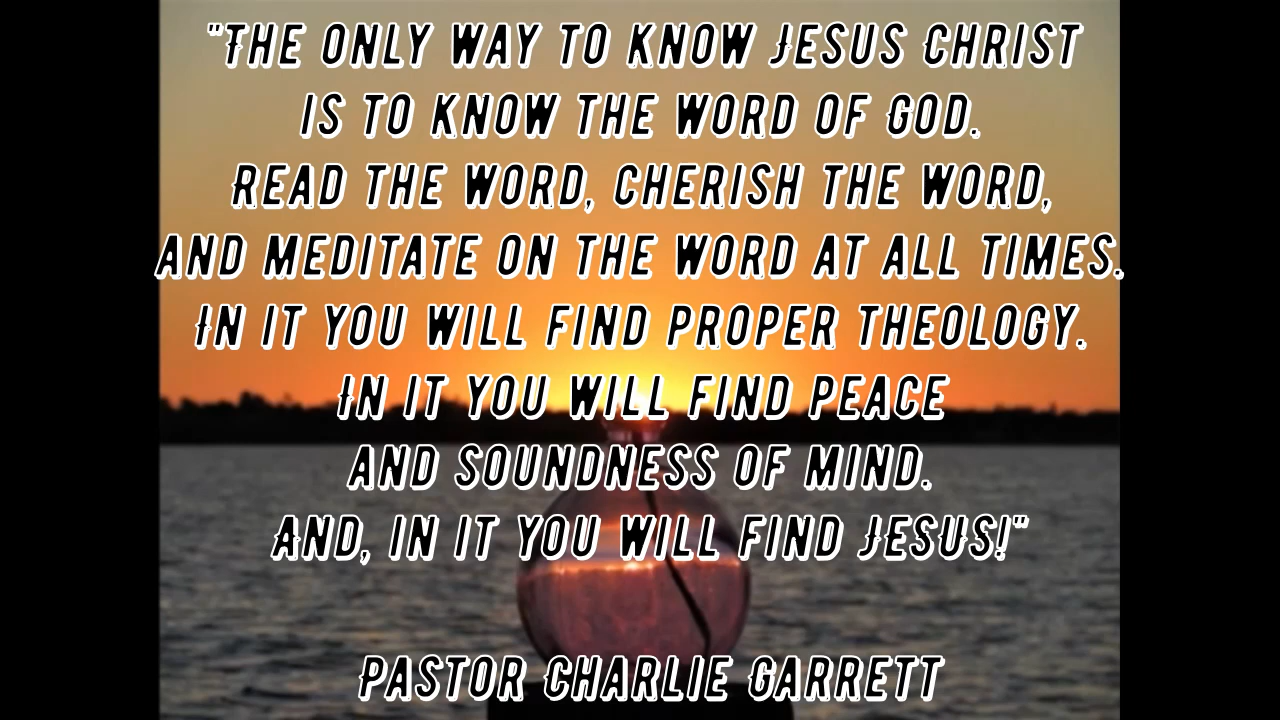 "The only way to know Jesus Christ
is to know the word of God.
Read the Word, cherish the Word,
and meditate on the word at all times.
In it you will find proper theology.
In it you will find peace
and soundness of mind.
And, in it you will find Jesus!"
Pastor Charlie Garrett